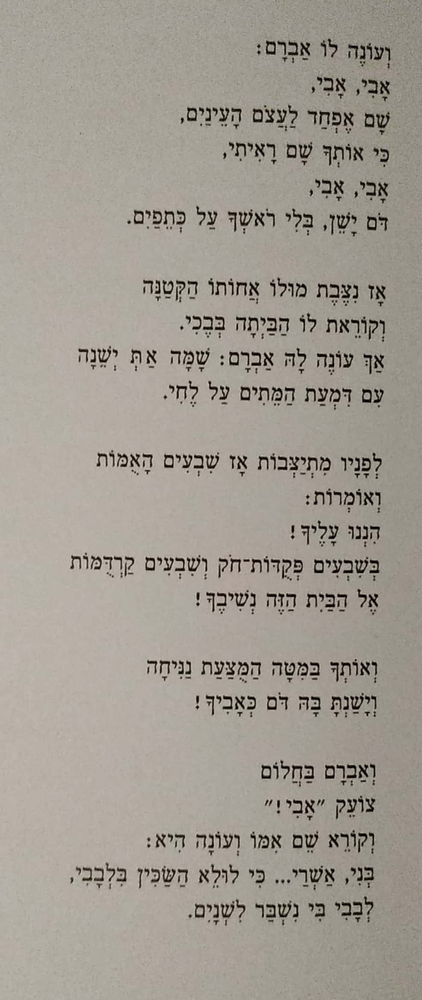 וְעוֹנֶה לוֹ אַבְרָם:
אָבִי, אָבִי,
שָׁם אֶפְחַד לַעֲצֹם הָעֵינַיִם,
כִּי אוֹתְךָ שָׁם רָאִיתִי,
אָבִי, אָבִי,
דֹּם יָשֵׁן, בְּלִי רֹאשְׁךָ עַל כְּתֵפַיִם.
אָז נִצֶּבֶת מוּלוֹ אֲחוֹתוֹ הַקְּטַנָּה
וְקוֹרֵאת לוֹ הַבַּיְתָה בְּבֶכִי.
אַךְ עוֹנֶה לָהּ אַבְרָם: שָׁמָּה אַתְּ יְשֵׁנָה
עִם דִּמְעַת הַמֵּתִים עַל לֶחִי.
לְפָנָיו מִתְיַצְּבוֹת אָז שִׁבְעִים הָאֻמּוֹת
וְאוֹמְרוֹת:
הִנְנוּ עָלֶיךָ!
בְּשִׁבְעִים פְּקֻדּוֹת־חֹק וְשִׁבְעִים קַרְדֻּמּוֹת
אֶל הַבַּיִת הַזֶּה נְשִׁיבֶךָ!
וְאוֹתְךָ בַּמִּטָּה הַמֻּצַּעַת נַנִּיחָה
וְיָשַׁנְתָּ בָּהּ דֹּם כְּאָבִיךָ!
וְאַבְרָם בַּחֲלוֹם
צוֹעֵק ״אָבִי!״
וְקוֹרֵא שֵׁם אִמּוֹ וְעוֹנָה הִיא:
בְּנִי, אַשְׁרַי... כִּי לוּלֵא הַשַּׂכִּין בִּלְבָבִי,
לְבָבִי בִּי נִשְׁבַּר לִשְׁנָיִם.